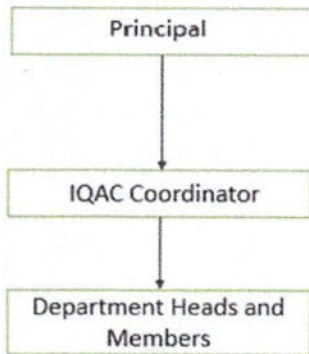 Principal
IQAC Coordinator
Department Heads and
Members